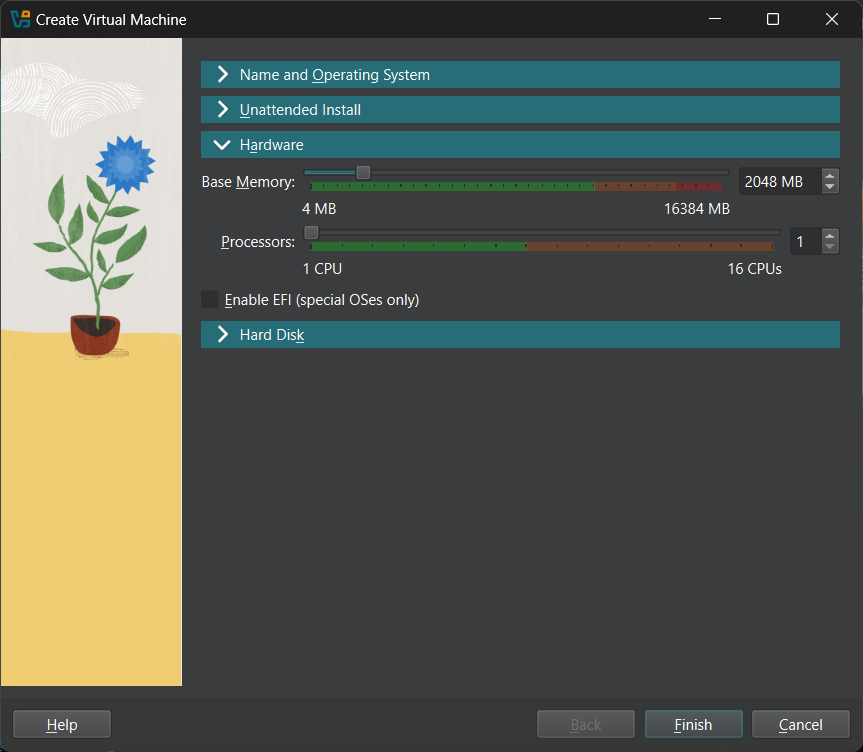 Create Virtual Machine
Name and Operating System
Unattended Install
Hardware
Base Memory: 2048 MB
4 MB 16384 MB
Processors: 1
1 CPU 16 CPUs
Enable EFI (special OSes only)
Hard Disk
Help Back Finish Cancel